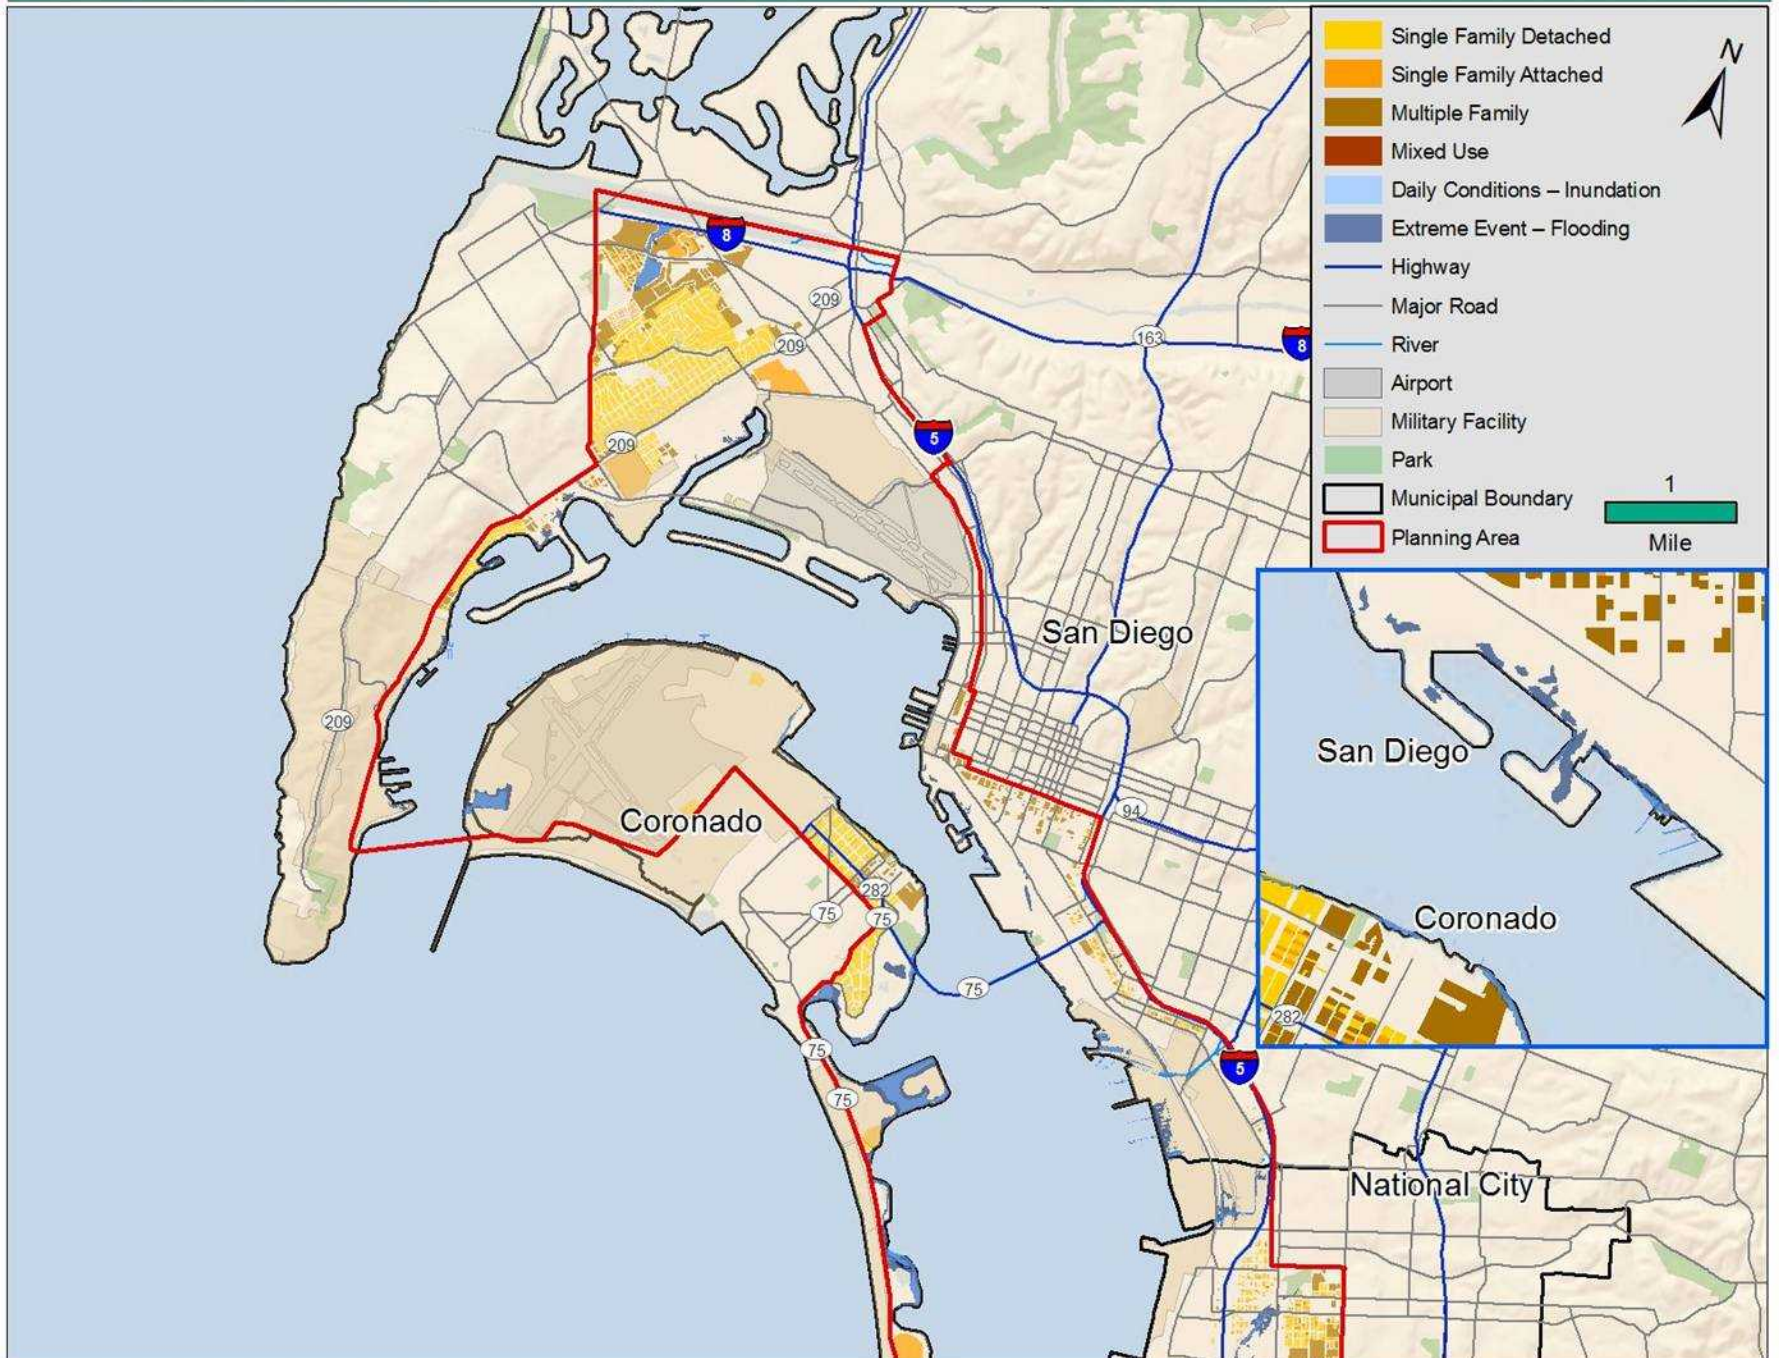 Single Family Detached
Single Family Attached
Multiple Family
Mixed Use
Daily Conditions – Inundation
Extreme Event – Flooding
Highway
Major Road
River
Airport
Military Facility
Park
Municipal Boundary
Planning Area
N
1
Mile
8
209
209
163
8
5
209
San Diego
209
Coronado
94
282
75
75
75
75
75
5
National City
San Diego
Coronado
282